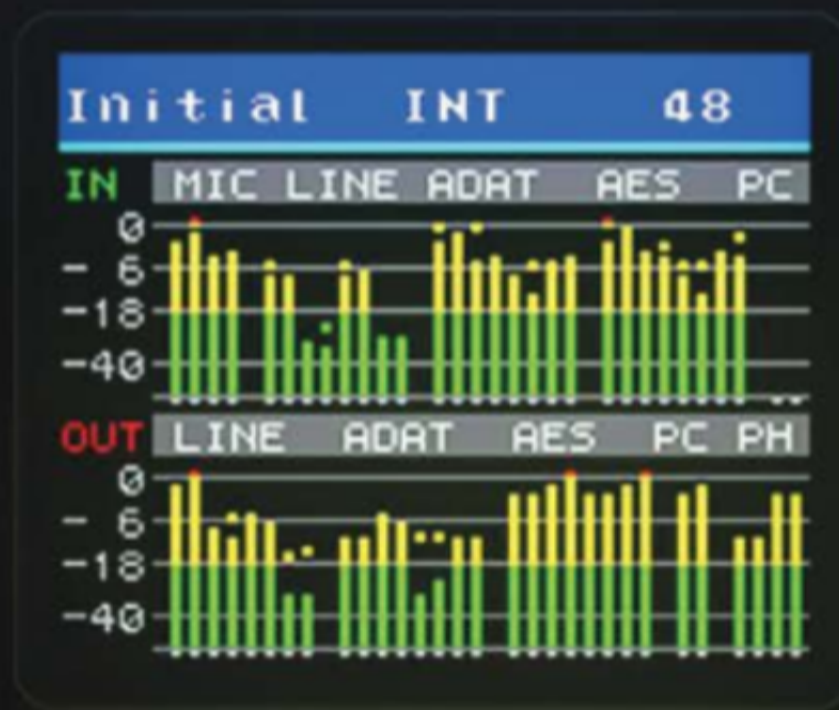 Initial INT 48
IN MIC LINE ADAT AES PC
0
- 6
-18
-40
OUT LINE ADAT AES PC PH
0
- 6
-18
-40